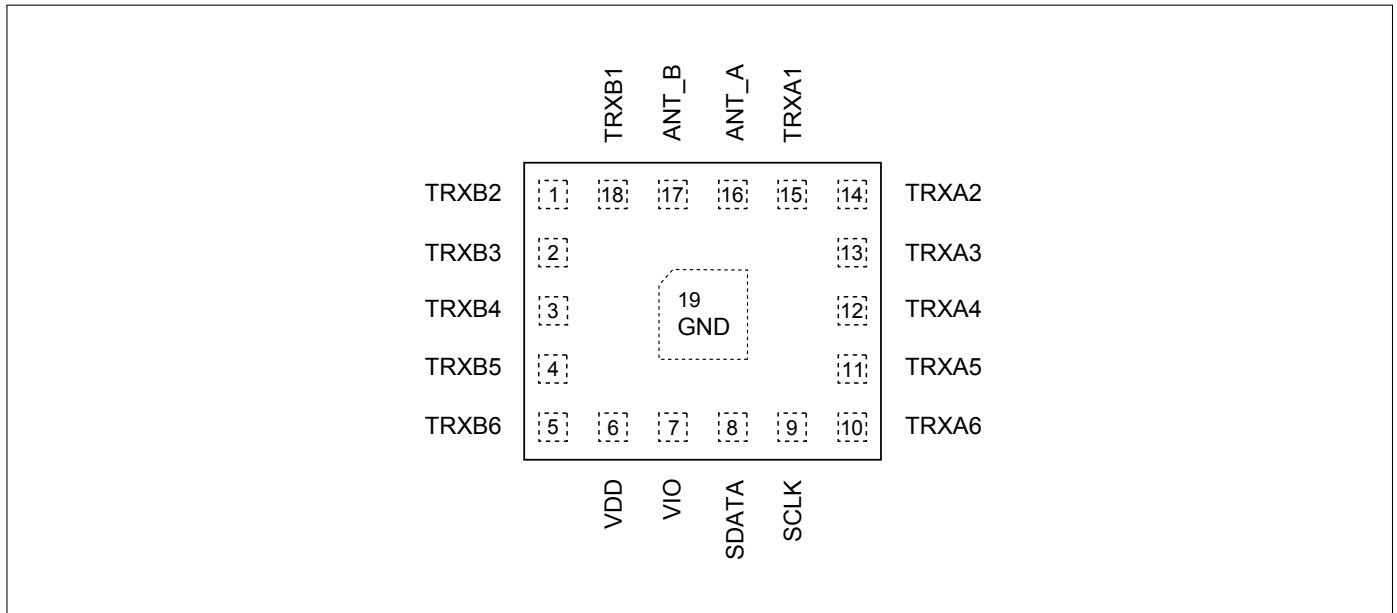 TRXB1
ANT_B
ANT_A
TRXA1
TRXB2 1 18 17 16 15 14 TRXA2
TRXB3 2 13 TRXA3
TRXB4 3 12 TRXA4
19
GND
TRXB5 4 11 TRXA5
TRXB6 5 6 7 8 9 10 TRXA6
VDD
VIO
SDATA
SCLK